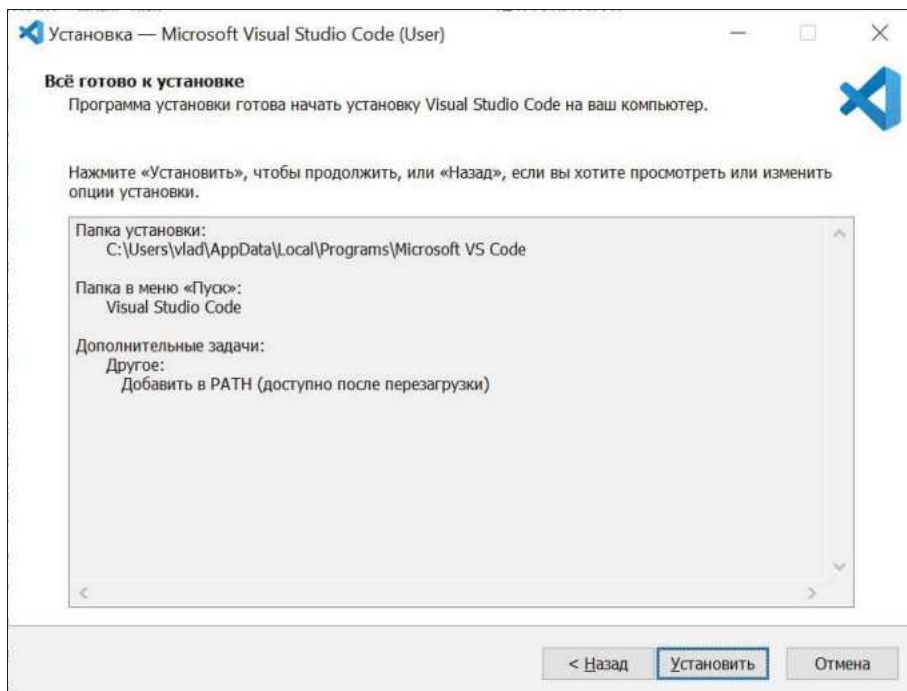 Установка — Microsoft Visual Studio Code (User)
Всё готово к установке
Программа установки готова начать установку Visual Studio Code на ваш компьютер.
Нажмите «Установить», чтобы продолжить, или «Назад», если вы хотите просмотреть или изменить
опции установки.
Папка установки:
C:\Users\vlad\AppData\Local\Programs\Microsoft VS Code
Папка в меню «Пуск»:
Visual Studio Code
Дополнительные задачи:
Другое:
Добавить в PATH (доступно после перезагрузки)
< Назад
Установить
Отмена